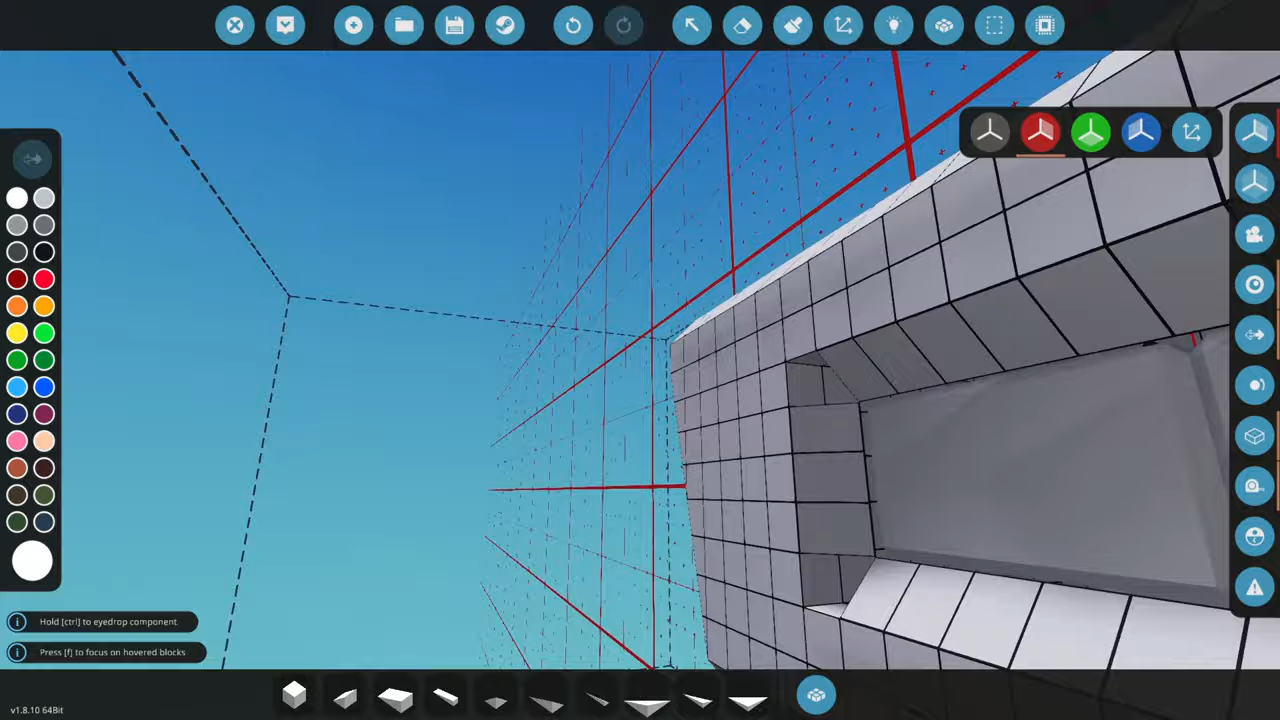 Hold [ctrl] to eyedrop component
Press [f] to focus on hovered blocks
v1.8.10 64Bit